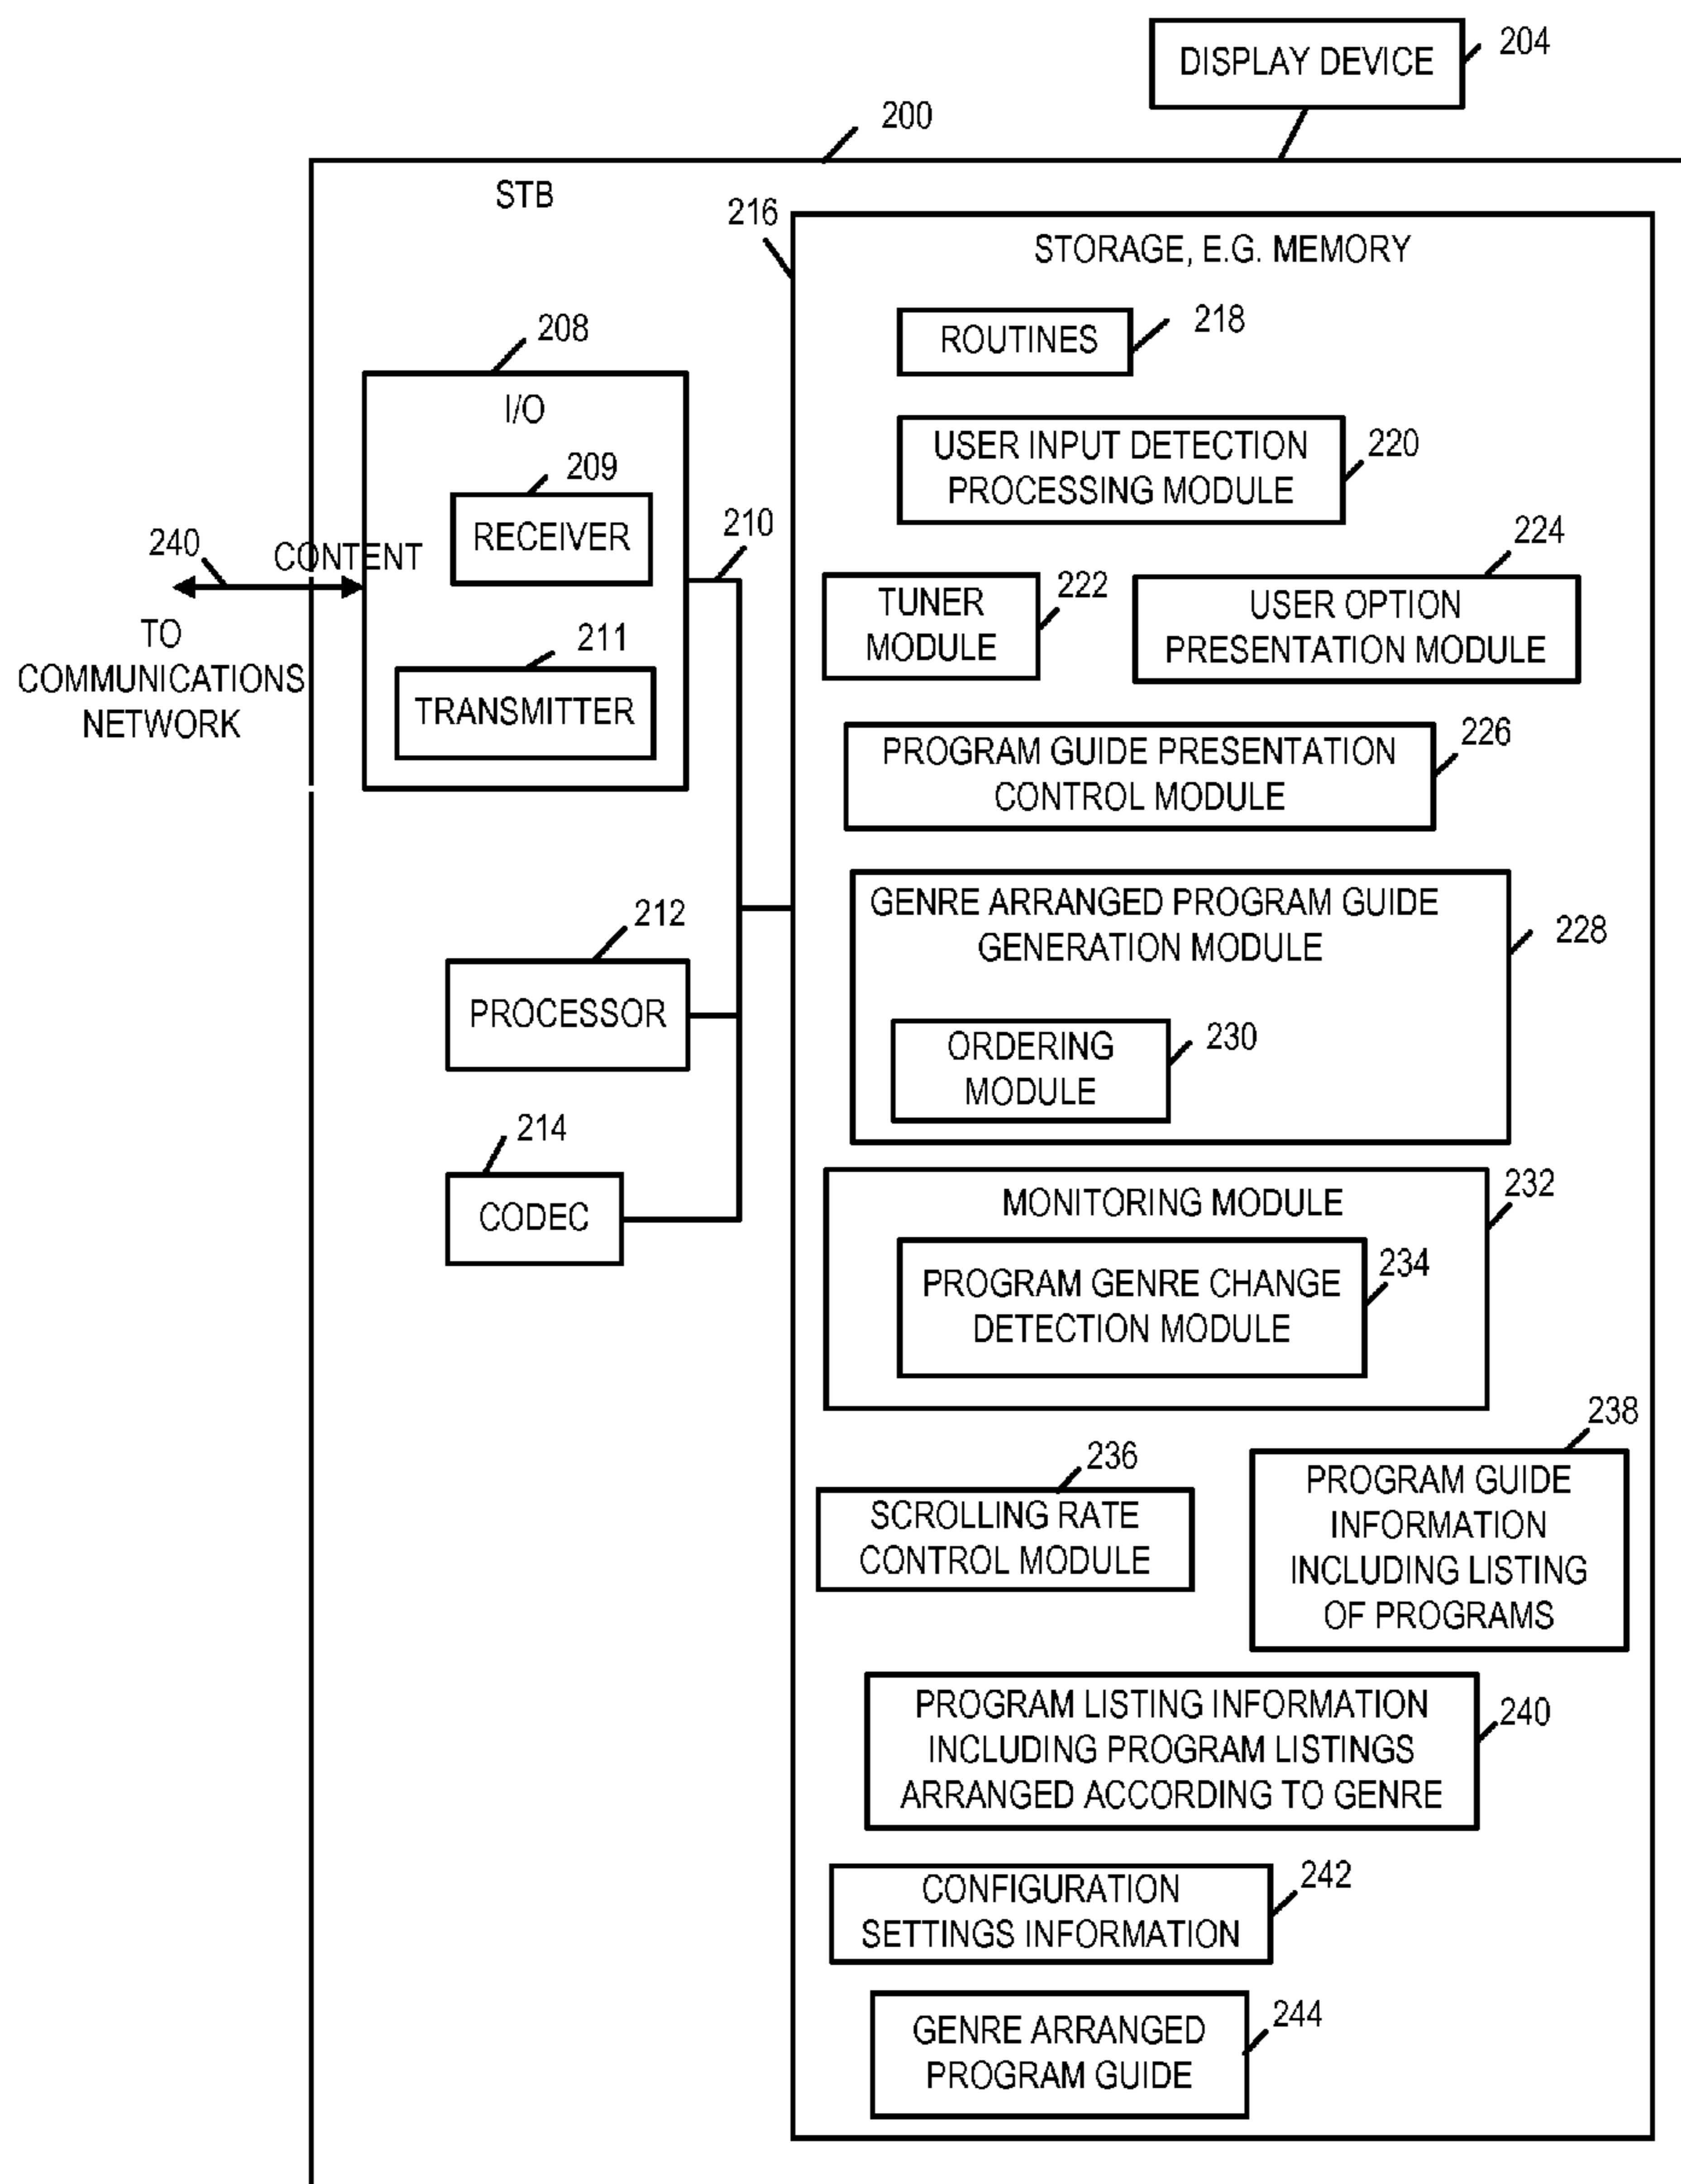 DISPLAY DEVICE
204
200
STB
216
STORAGE, E.G. MEMORY
ROUTINES
218
208
I/O
209
RECEIVER
210
211
TRANSMITTER
240
CONTENT
TO
COMMUNICATIONS
NETWORK
USER INPUT DETECTION
PROCESSING MODULE
220
TUNER
MODULE
222
224
USER OPTION
PRESENTATION MODULE
PROGRAM GUIDE PRESENTATION
CONTROL MODULE
226
GENRE ARRANGED PROGRAM GUIDE
GENERATION MODULE
228
ORDERING
MODULE
230
212
PROCESSOR
214
CODEC
MONITORING MODULE
232
PROGRAM GENRE CHANGE
DETECTION MODULE
234
236
SCROLLING RATE
CONTROL MODULE
238
PROGRAM GUIDE
INFORMATION
INCLUDING LISTING
OF PROGRAMS
PROGRAM LISTING INFORMATION
INCLUDING PROGRAM LISTINGS
ARRANGED ACCORDING TO GENRE
240
CONFIGURATION
SETTINGS INFORMATION
242
GENRE ARRANGED
PROGRAM GUIDE
244